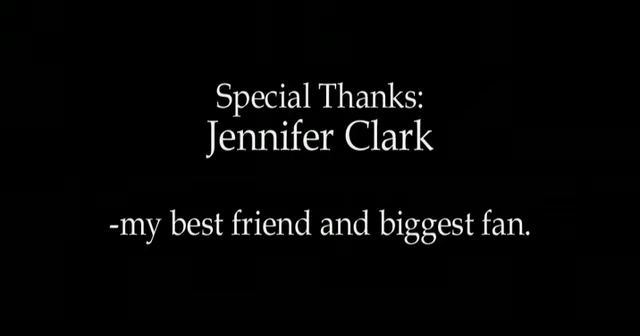 Special Thanks:
Jennifer Clark
-my best friend and biggest fan.